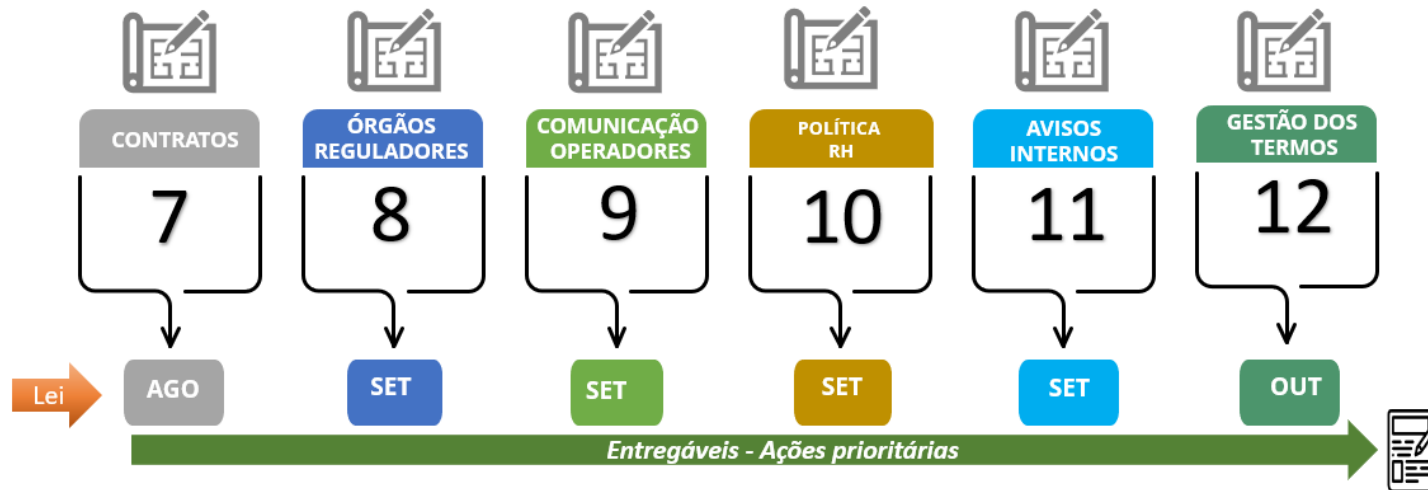 CONTRATOS
ÓRGÃOS
REGULADORES
COMUNICAÇÃO
OPERADORES
POLÍTICA
RH
AVISOS
INTERNOS
GESTÃO DOS
TERMOS
7
8
9
10
11
12
Lei
AGO
SET
SET
SET
SET
OUT
Entregáveis - Ações prioritárias